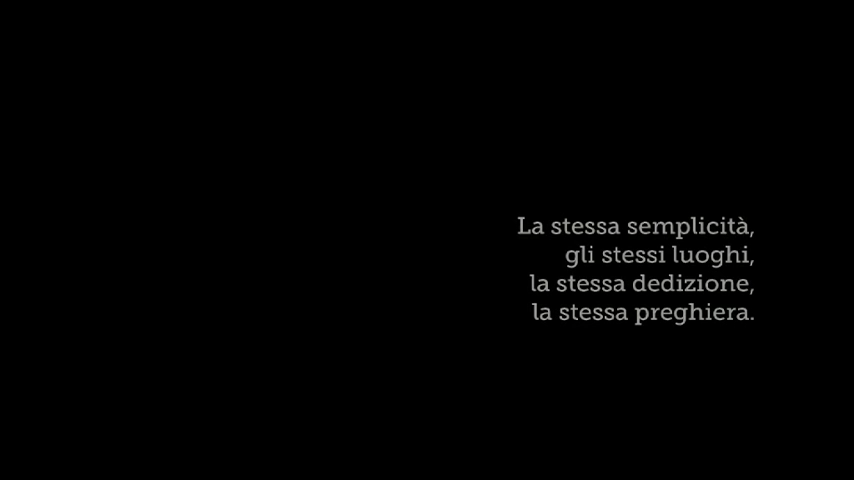 La stessa semplicità,
gli stessi luoghi,
la stessa dedizione,
la stessa preghiera.